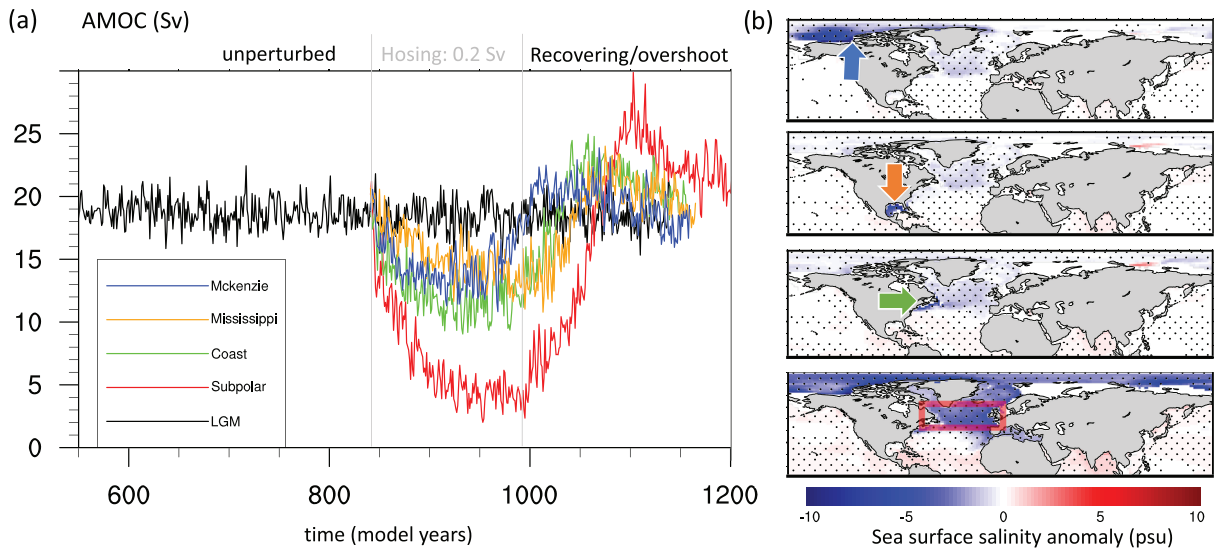 (a)
AMOC (Sv)
unperturbed
Hosing: 0.2 Sv
Recovering/overshoot
25
20
15
10
5
0
Mckenzie
Mississippi
Coast
Subpolar
LGM
600
800
1000
1200
time (model years)
(b)
-10
-5
0
5
10
Sea surface salinity anomaly (psu)